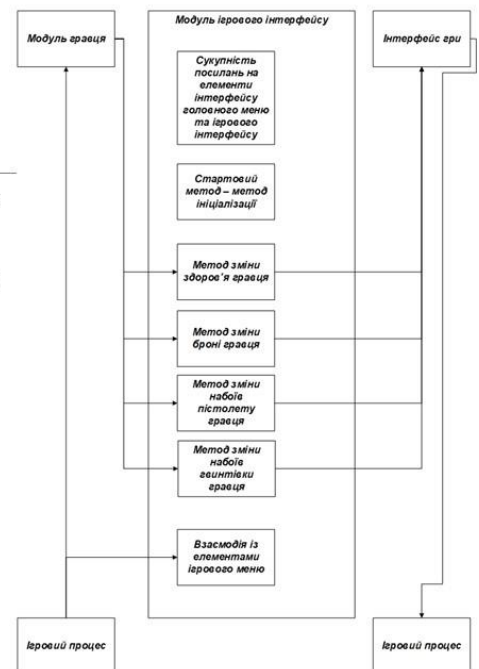 Модуль гравця
Модуль ігрового інтерфейсу
Інтерфейс гри
Сукупність
посилань на
елементи
інтерфейсу
головного меню
та ігрового
інтерфейсу
Стартовий
метод – метод
ініціалізації
Метод зміни
здоров'я гравця
Метод зміни
броні гравця
Метод зміни
набоїв
пістолету
гравця
Метод зміни
набоїв
гвинтівки
гравця
Взаємодія із
елементами
ігрового меню
Ігровий процес
Ігровий процес